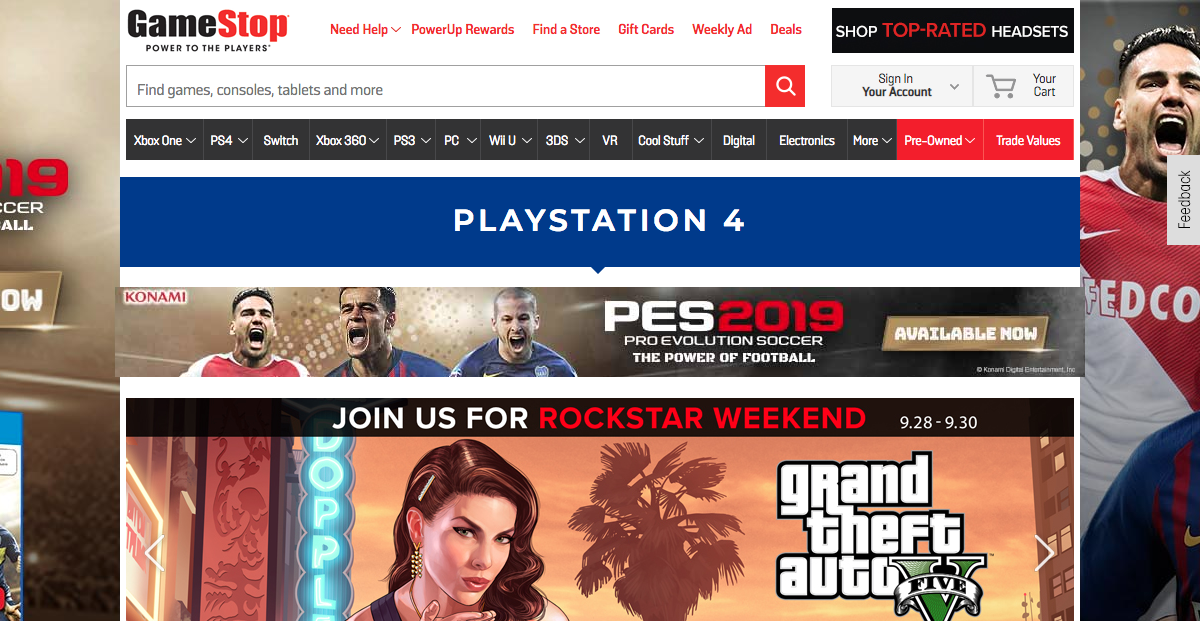 GameStop
POWER TO THE PLAYERS
Need Help PowerUp Rewards Find a Store Gift Cards Weekly Ad Deals
SHOP TOP-RATED HEADSETS
Find games, consoles, tablets and more
Sign In
Your Account
Your
Cart
Xbox One PS4 Switch Xbox 360 PS3 PC Wii U 3DS VR Cool Stuff Digital Electronics More Pre-Owned Trade Values
Feedback
PLAYSTATION 4
19
CCER
ALL
OW
KONAMI
PES2019
PRO EVOLUTION SOCCER
THE POWER OF FOOTBALL
AVAILABLE NOW
© Konami Digital Entertainment, Inc
FEDCO
JOIN US FOR ROCKSTAR WEEKEND 9.28 - 9.30
DOPPL
grand
theft
auto
FIVE
V